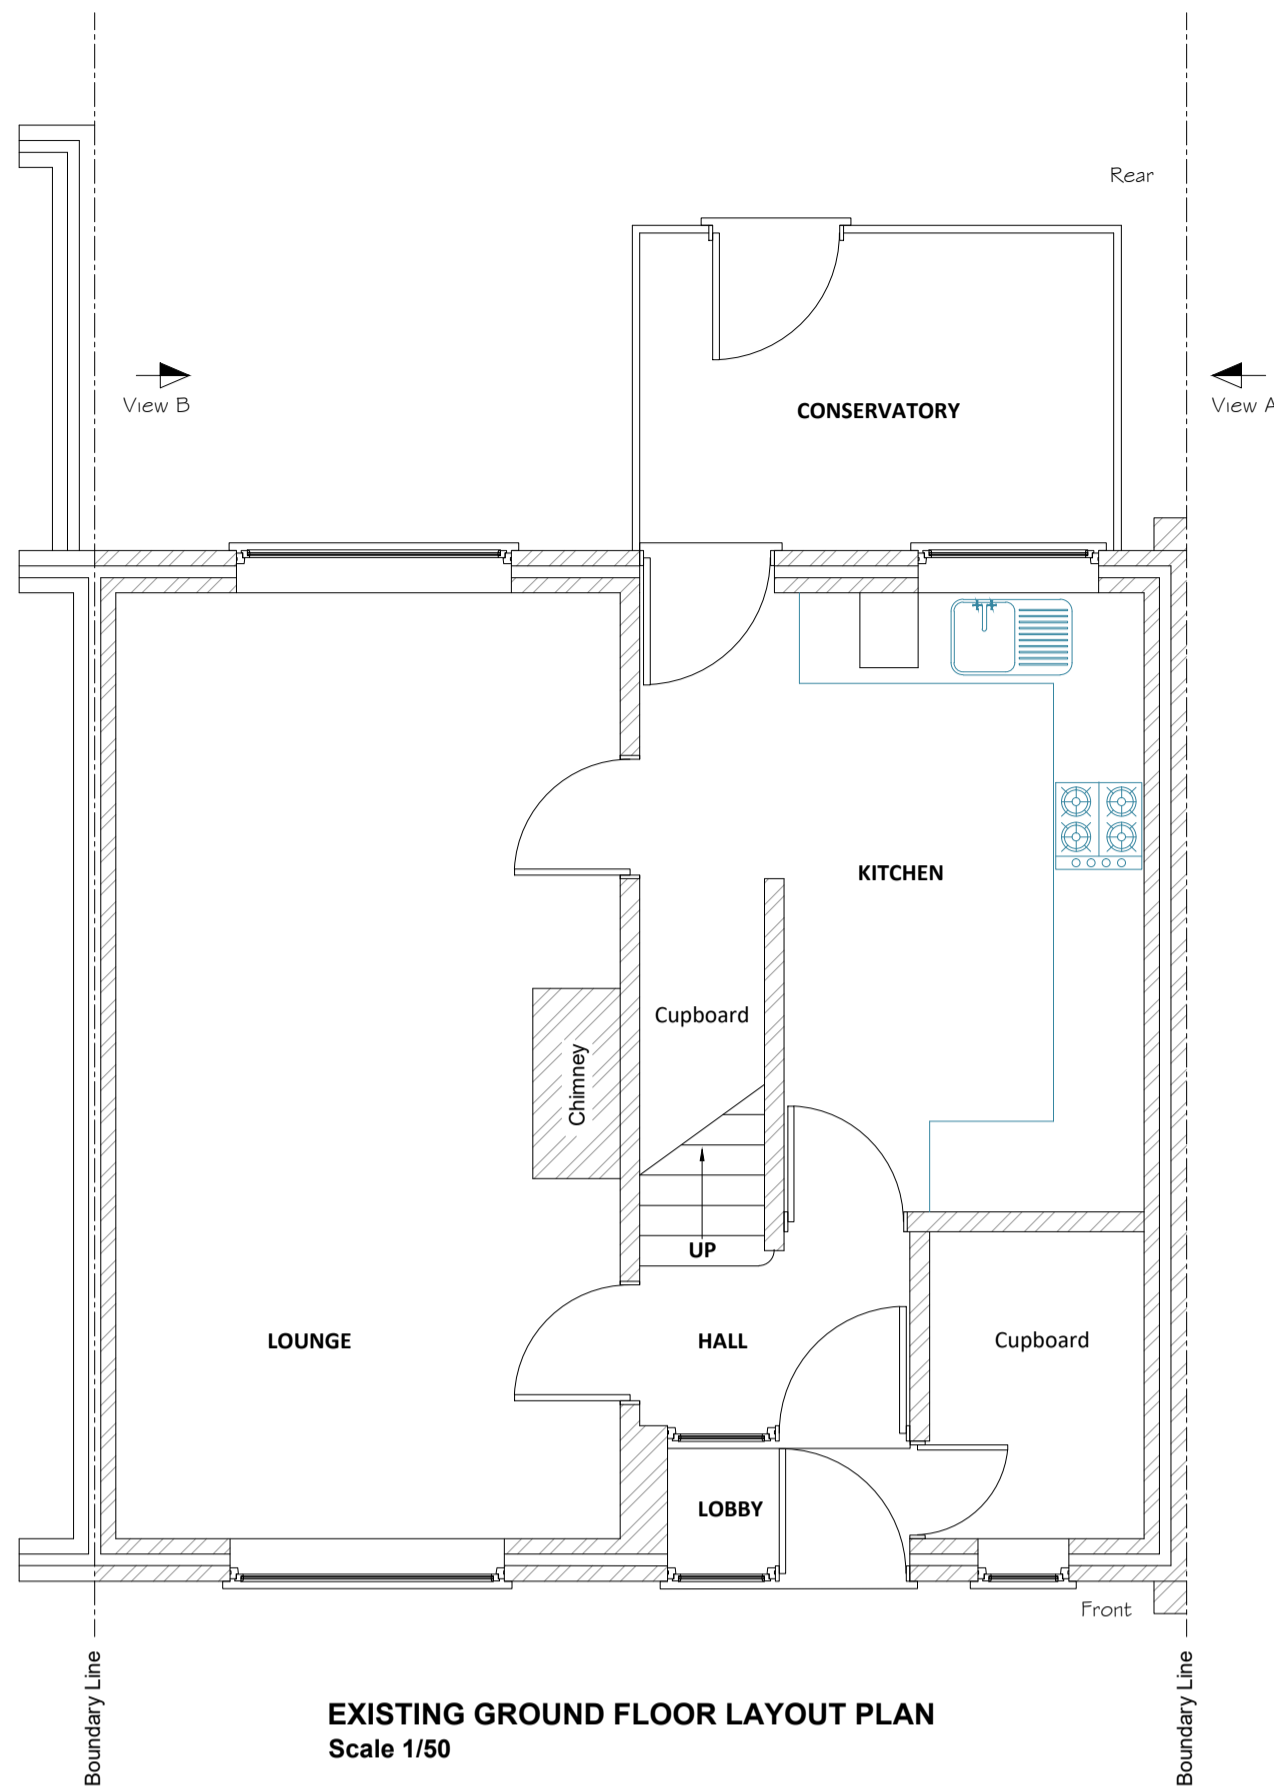 Rear
View B
View A
CONSERVATORY
KITCHEN
Cupboard
Chimney
UP
LOUNGE
HALL
Cupboard
LOBBY
Front
Boundary Line
Boundary Line
EXISTING GROUND FLOOR LAYOUT PLAN
Scale 1/50